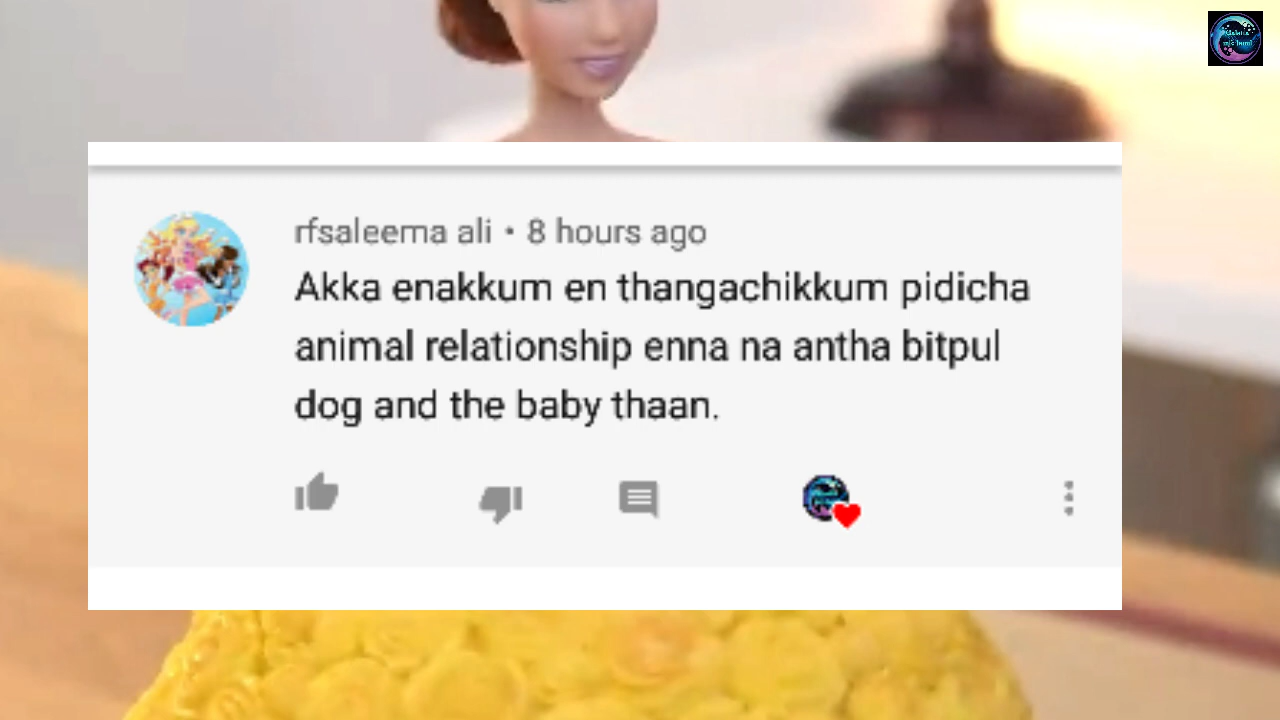 rfsaleema ali • 8 hours ago
Akka enakkum en thangachikkum pidicha
animal relationship enna na antha bitpul
dog and the baby thaan.